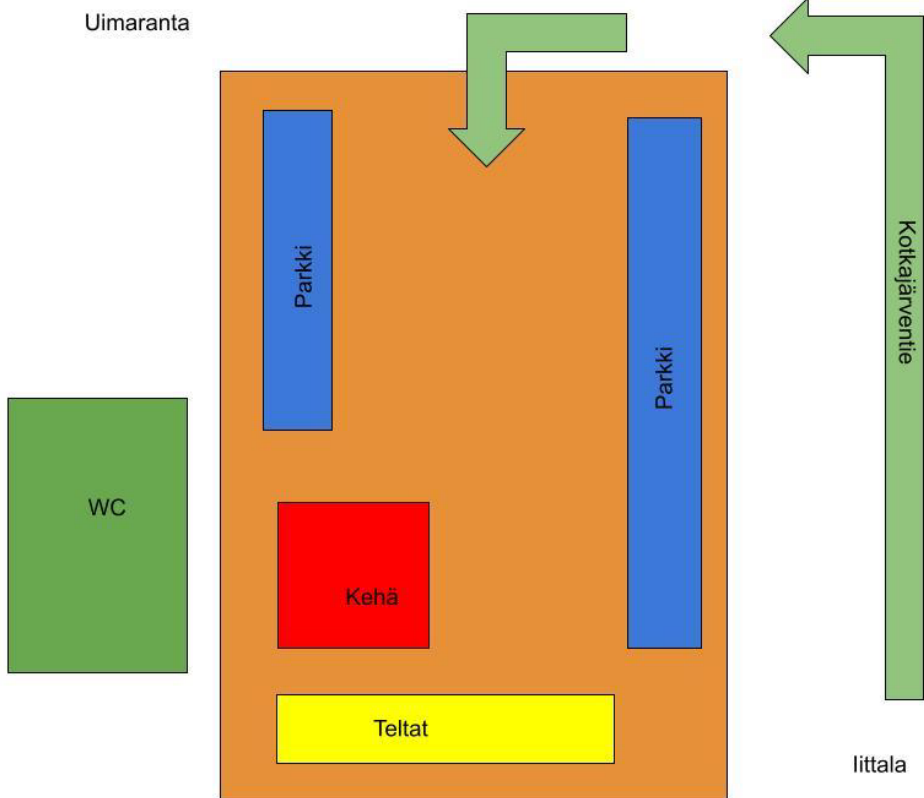 Uimaranta
Parkki
Kotkajärventie
Parkki
WC
Kehä
Teltat
Iittala